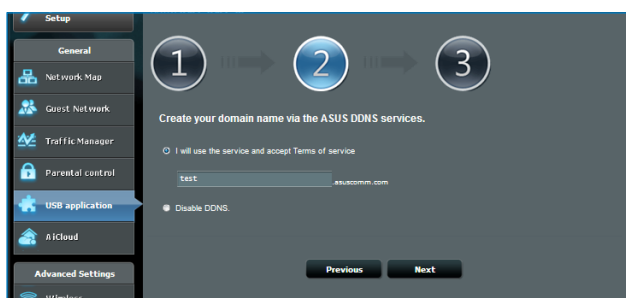 Setup
General
Network Map
Guest Network
Traffic Manager
Parental control
USB application
AiCloud
Advanced Settings
Wireless
1
2
3
Create your domain name via the ASUS DDNS services.
I will use the service and accept Terms of service
test .asuscomm.com
Disable DDNS.
Previous Next